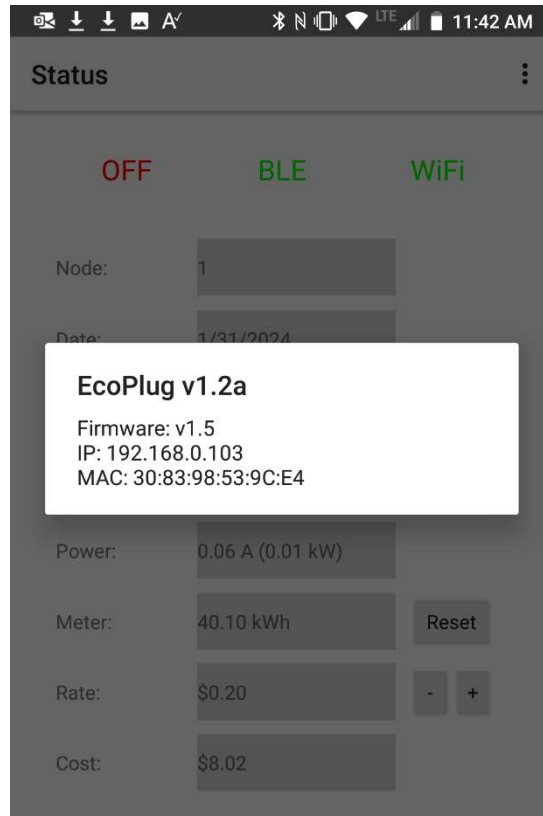 LTE 11:42 AM
Status
OFF BLE WiFi
Node: 1
Date: 1/31/2024
EcoPlug v1.2a
Firmware: v1.5
IP: 192.168.0.103
MAC: 30:83:98:53:9C:E4
Power: 0.06 A (0.01 kW)
Meter: 40.10 kWh Reset
Rate: $0.20 - +
Cost: $8.02